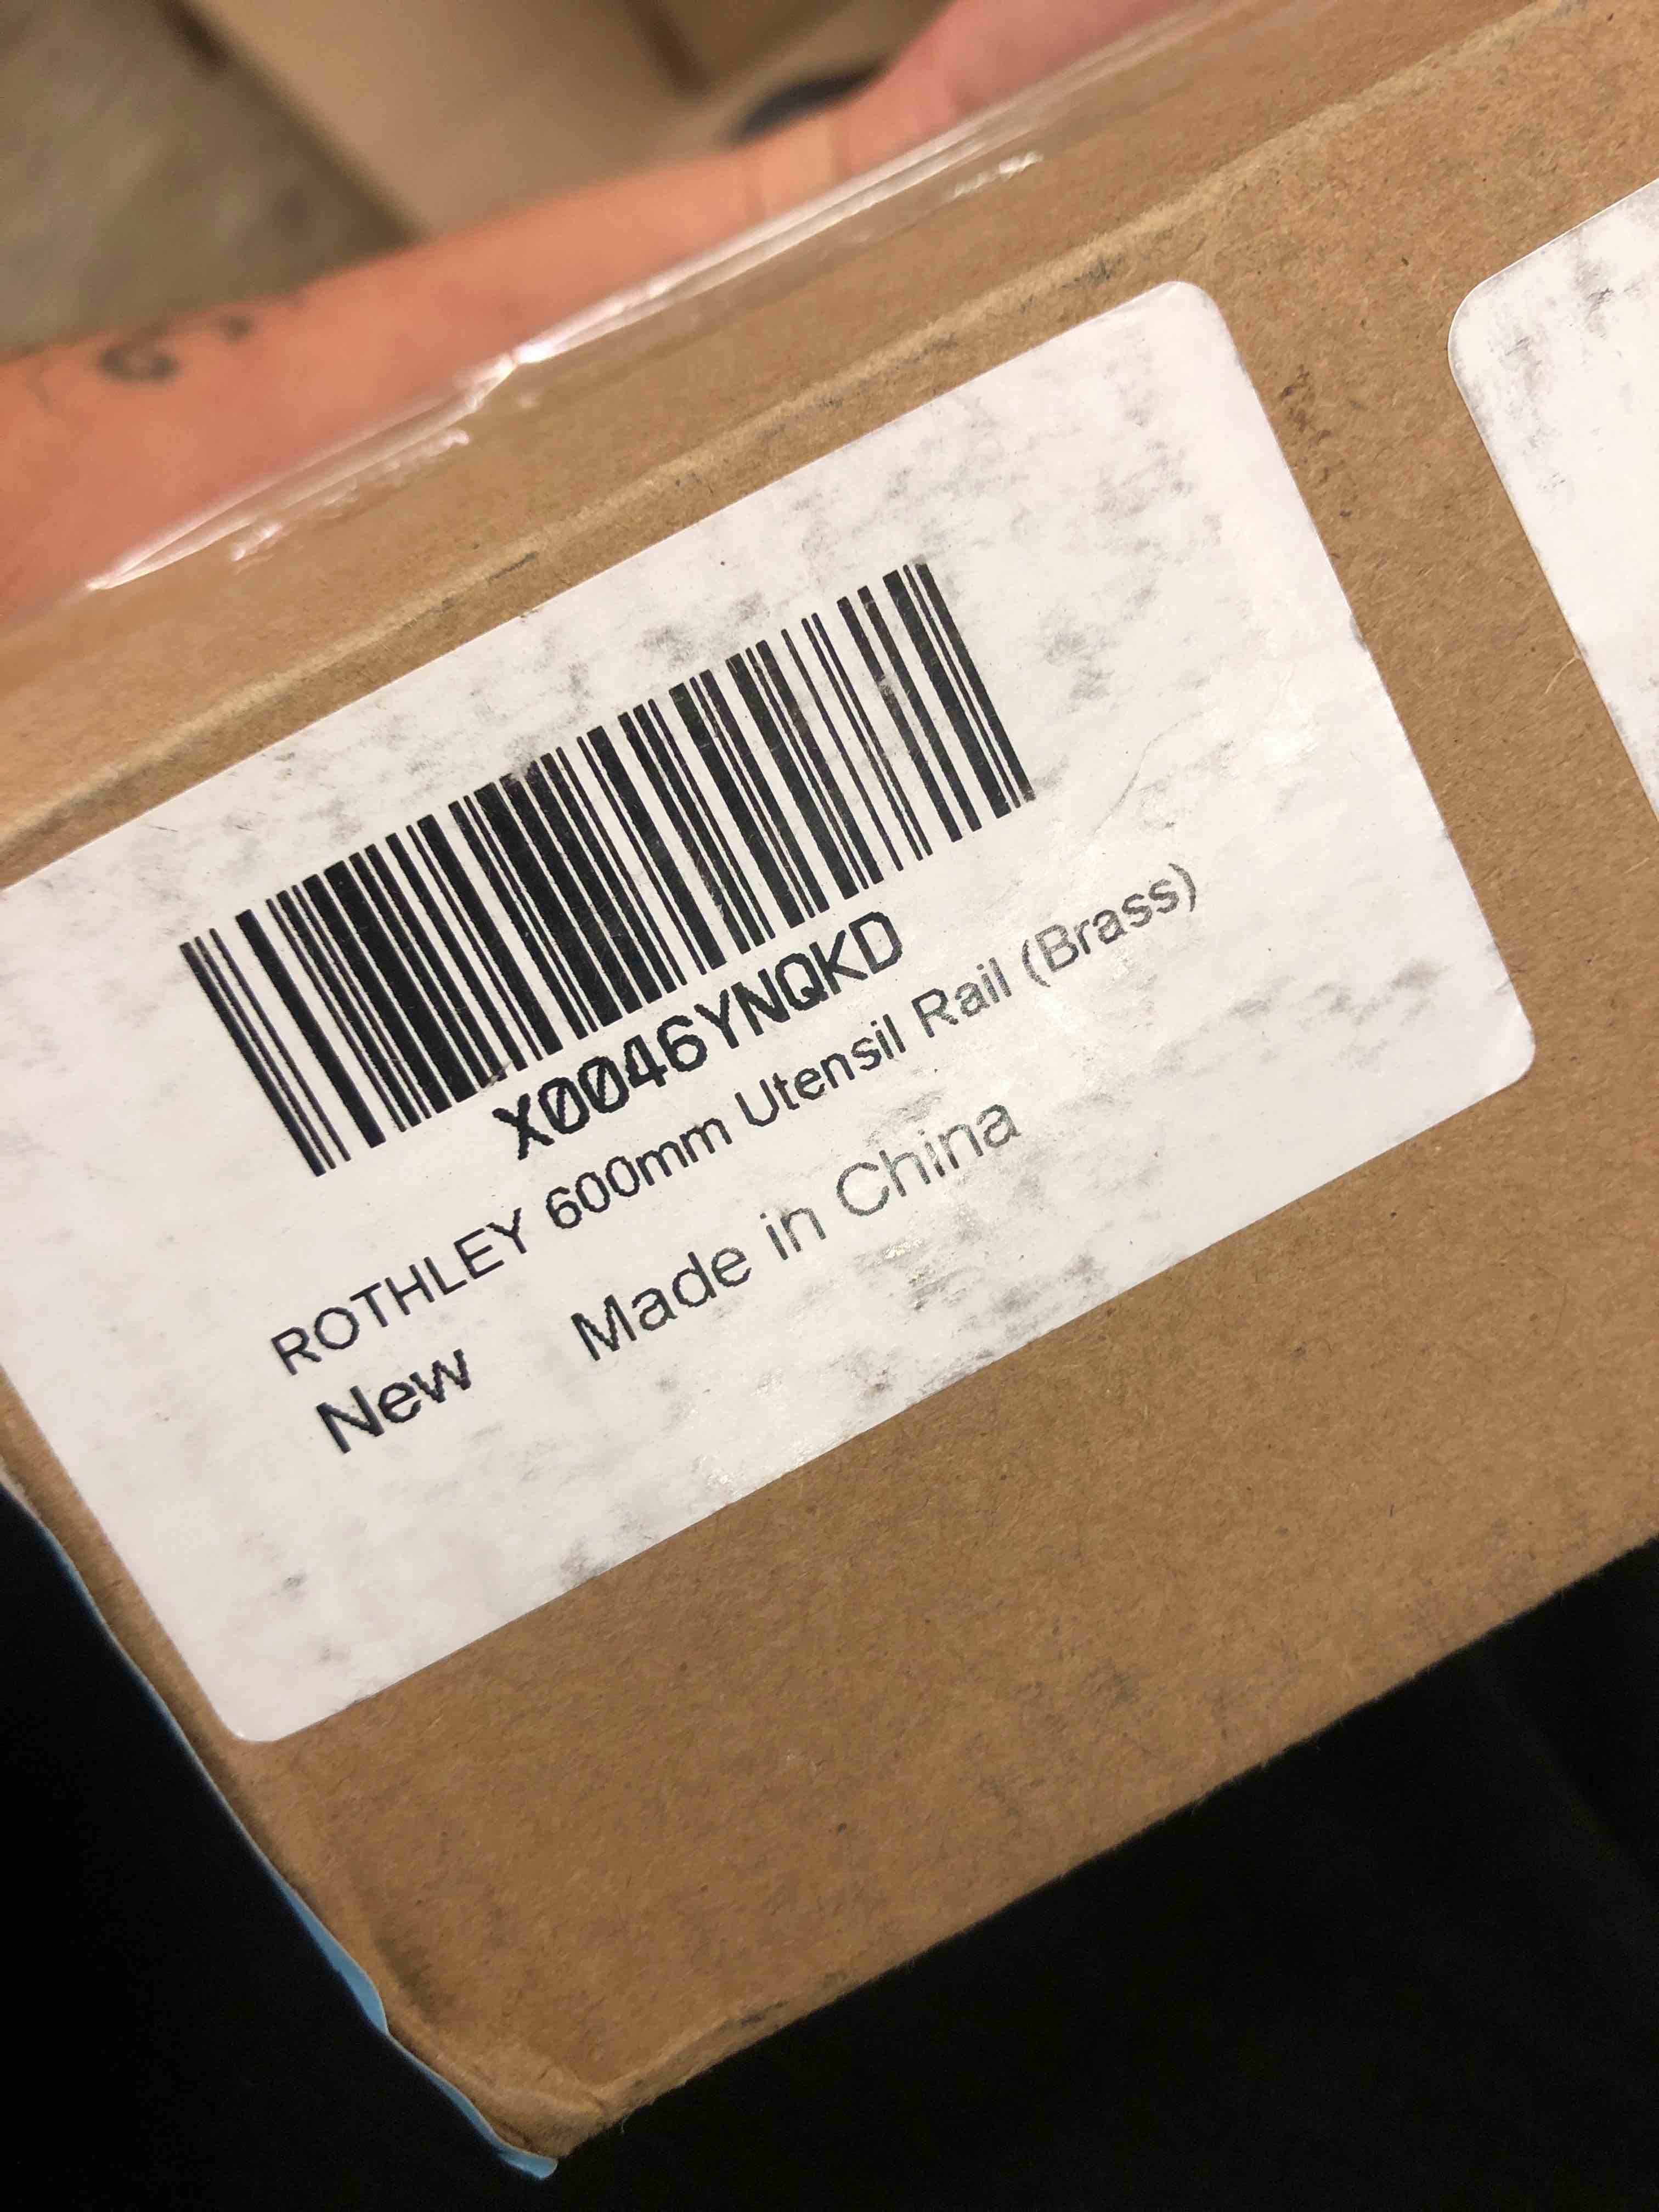 X0046YNQKD
ROTHLEY 600mm Utensil Rail (Brass)
New Made in China